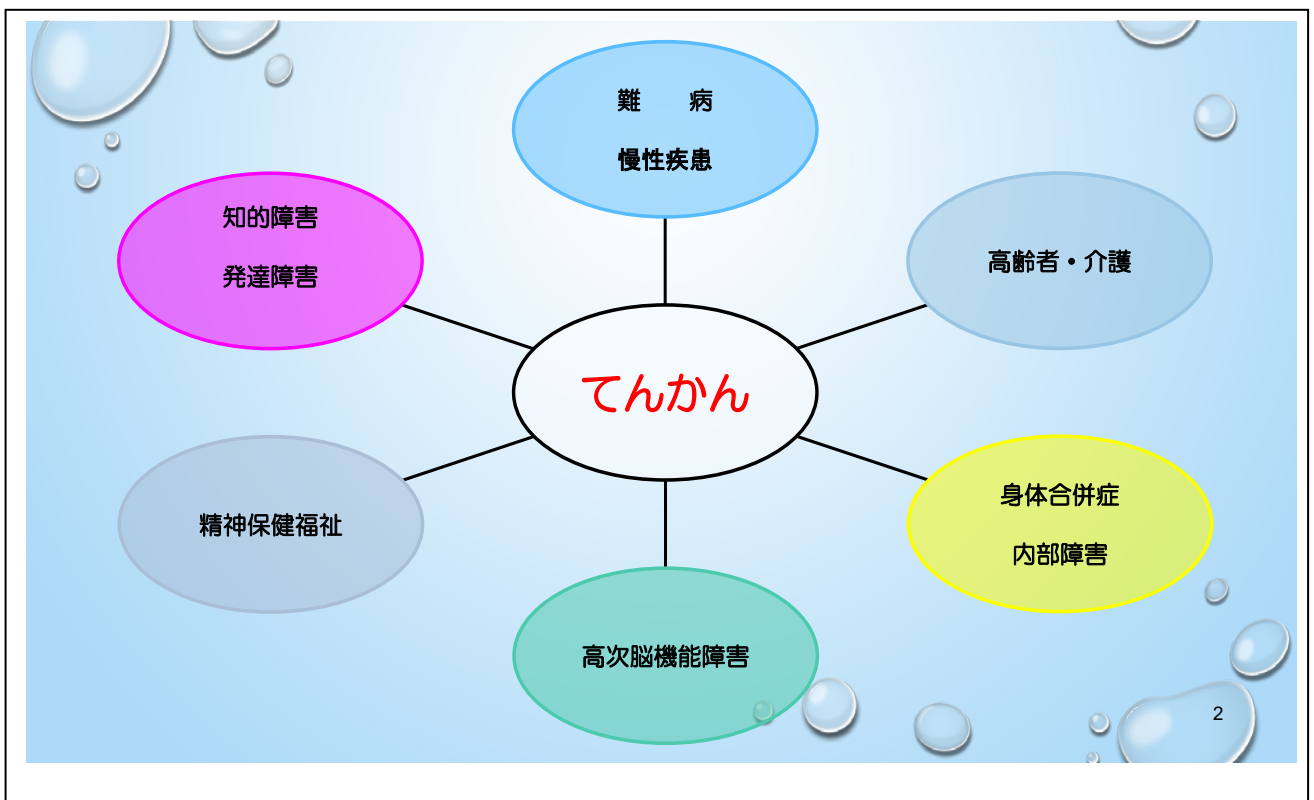 難　　病
慢性疾患
知的障害
発達障害
高齢者・介護
てんかん
精神保健福祉
身体合併症
内部障害
高次脳機能障害
2